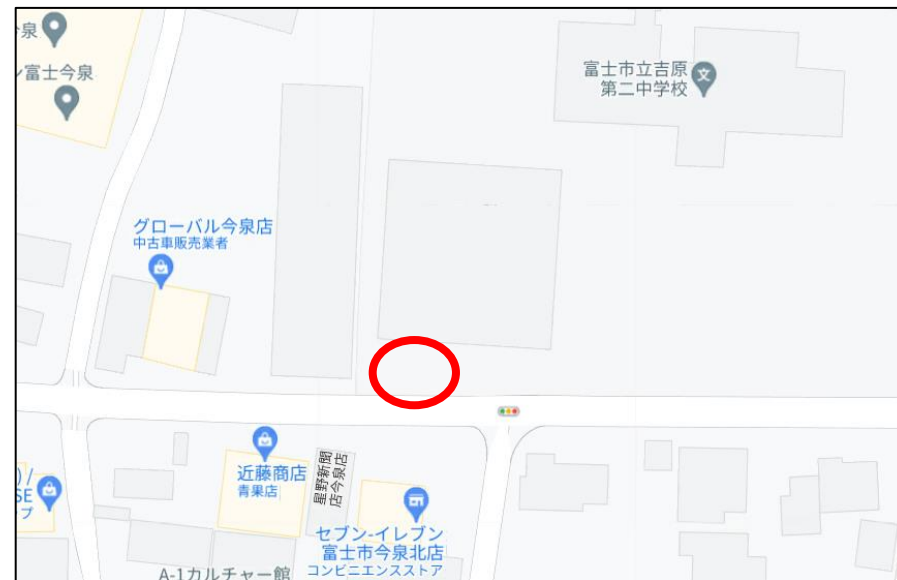 泉
富士今泉
富士市立吉原
第二中学校
文
グローバル今泉店
中古車販売業者
近藤商店
青果店
星野新聞
店今泉店
)/
SE
プ
セブン-イレブン
富士市今泉北店
コンビニエンスストア
A-1カルチャー館